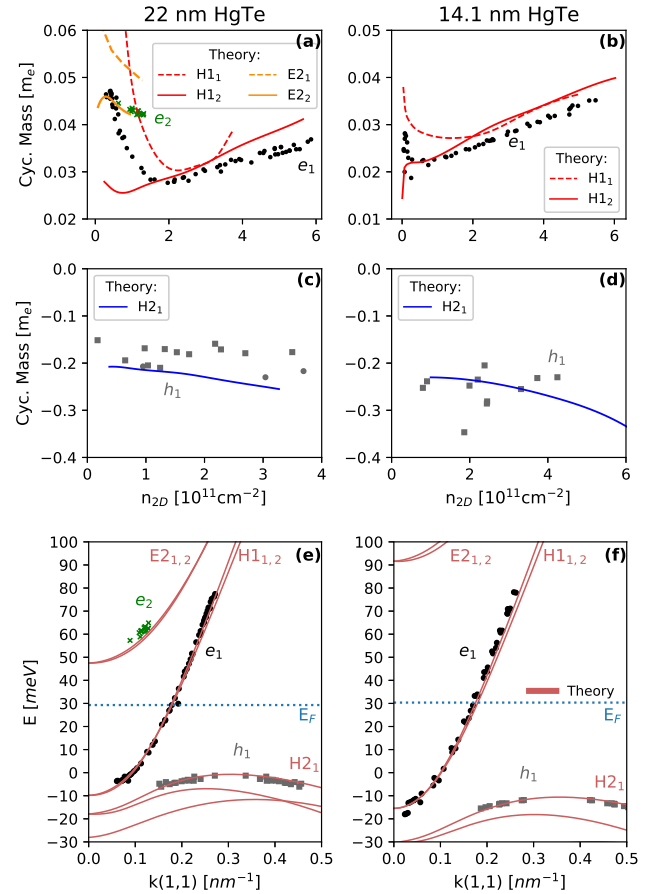 22 nm HgTe
14.1 nm HgTe
Cyc. Mass [mₑ]
0.06
0.05
0.04
0.03
0.02
0
2
4
6
(a)
Theory:
H1₁
H1₂
E2₁
E2₂
e₂
e₁
Cyc. Mass [mₑ]
0.05
0.04
0.03
0.02
0.01
0
2
4
6
(b)
e₁
Theory:
H1₁
H1₂
Cyc. Mass [mₑ]
0.0
−0.1
−0.2
−0.3
−0.4
0
1
2
3
4
(c)
Theory:
H2₁
h₁
n₂D [10¹¹cm⁻²]
0.0
−0.1
−0.2
−0.3
−0.4
0
2
4
6
(d)
Theory:
H2₁
h₁
n₂D [10¹¹cm⁻²]
E [meV]
100
90
80
70
60
50
40
30
20
10
0
−10
−20
−30
0.0
0.1
0.2
0.3
0.4
0.5
(e)
E2₁,₂
H1₁,₂
e₂
e₁
E_F
h₁
H2₁
k(1,1) [nm⁻¹]
100
90
80
70
60
50
40
30
20
10
0
−10
−20
−30
0.0
0.1
0.2
0.3
0.4
0.5
(f)
E2₁,₂
H1₁,₂
e₁
Theory
E_F
h₁
H2₁
k(1,1) [nm⁻¹]